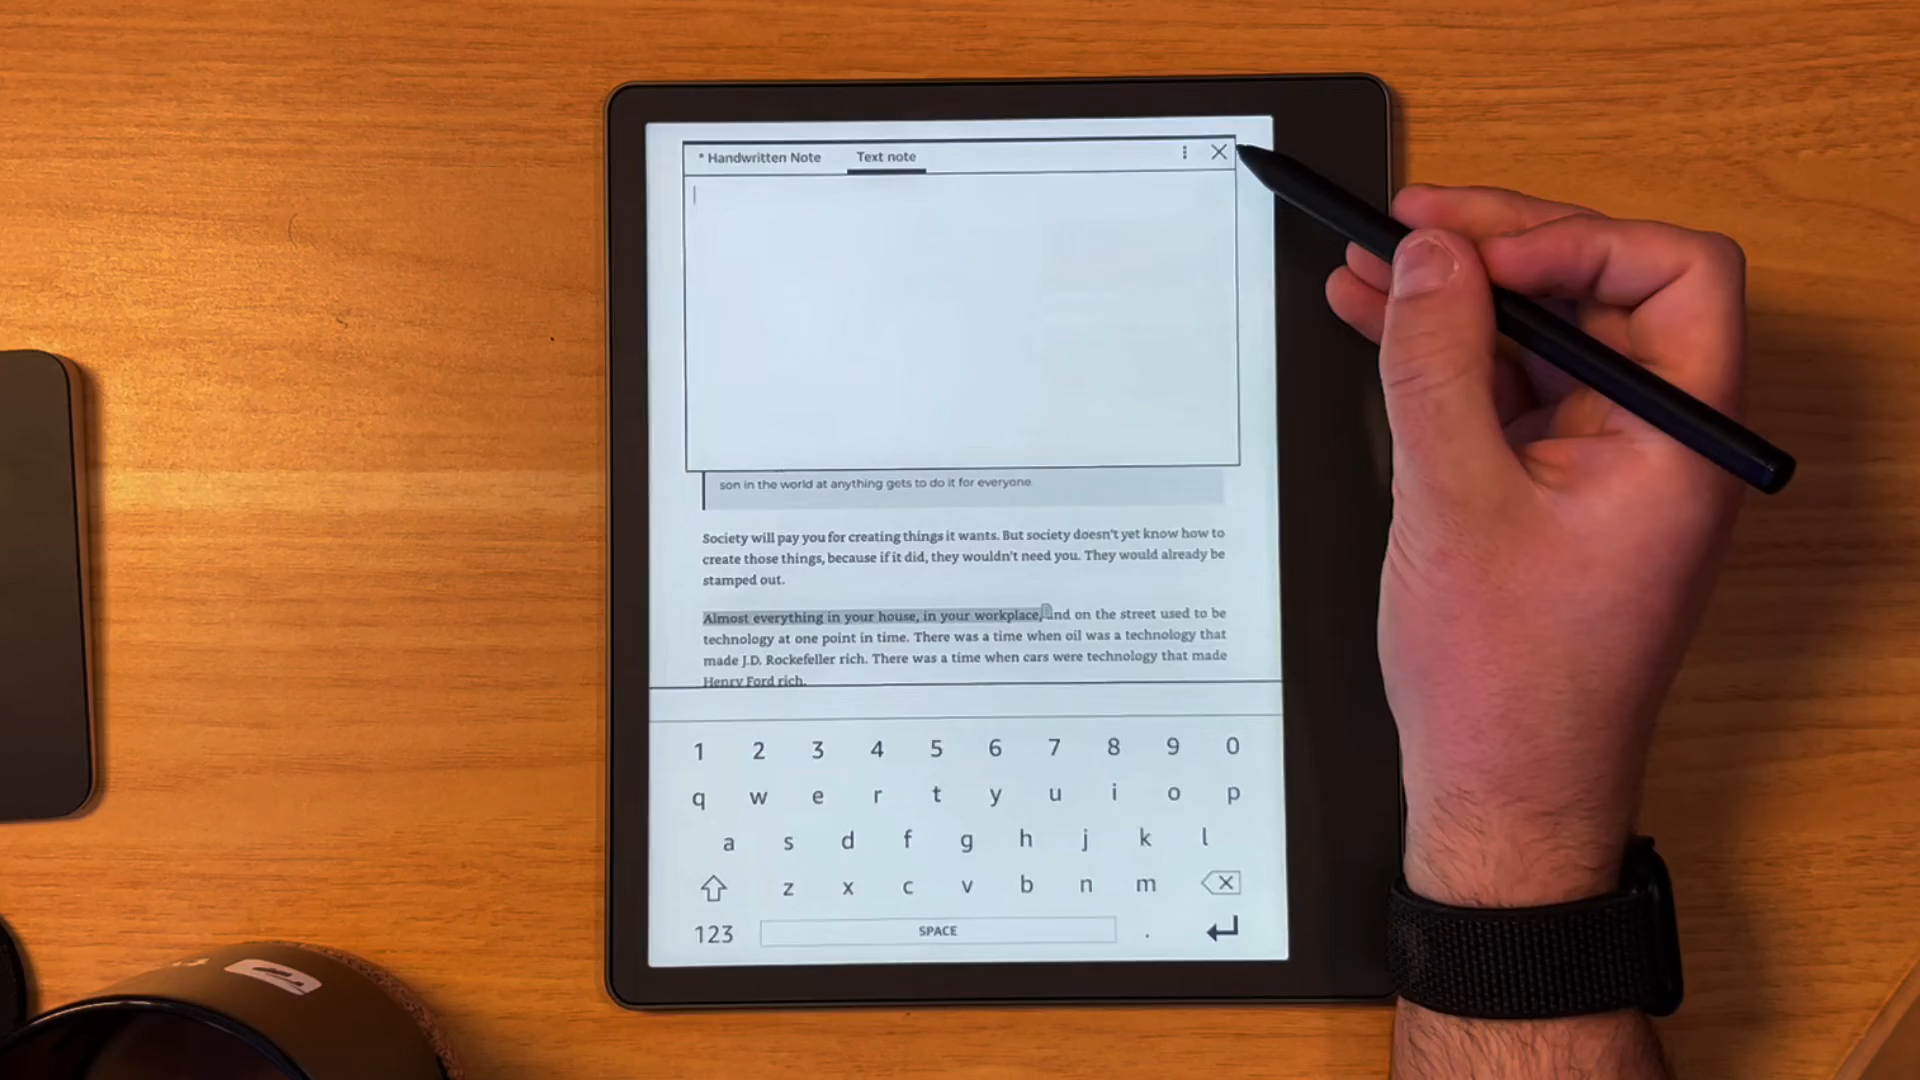 * Handwritten Note Text note
son in the world at anything gets to do it for everyone.
Society will pay you for creating things it wants. But society doesn't yet know how to
create those things, because if it did, they wouldn't need you. They would already be
stamped out.
Almost everything in your house, in your workplace, and on the street used to be
technology at one point in time. There was a time when oil was a technology that
made J.D. Rockefeller rich. There was a time when cars were technology that made
Henry Ford rich.
1 2 3 4 5 6 7 8 9 0
q w e r t y u i o p
a s d f g h j k l
z x c v b n m
123 SPACE .